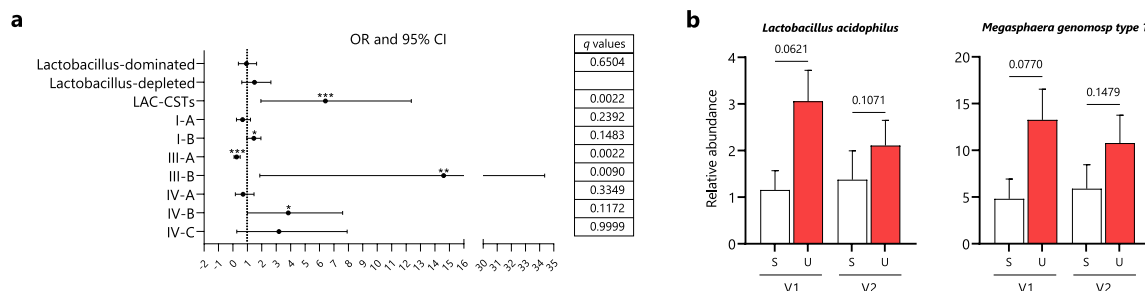 a
OR and 95% CI
q values
Lactobacillus-dominated
0.6504
Lactobacillus-depleted
LAC-CSTs
***
0.0022
I-A
0.2392
I-B
*
0.1483
III-A
***
0.0022
III-B
**
0.0090
IV-A
0.3349
IV-B
*
0.1172
IV-C
0.9999
-2 -1 0 1 2 3 4 5 6 7 8 9 10 11 12 13 14 15 16 30 31 32 33 34 35
b
Lactobacillus acidophilus
Relative abundance
4
3
2
1
0
0.0621
0.1071
S U S U
V1 V2
Megasphaera genomosp type
20
15
10
5
0
0.0770
0.1479
S U S U
V1 V2